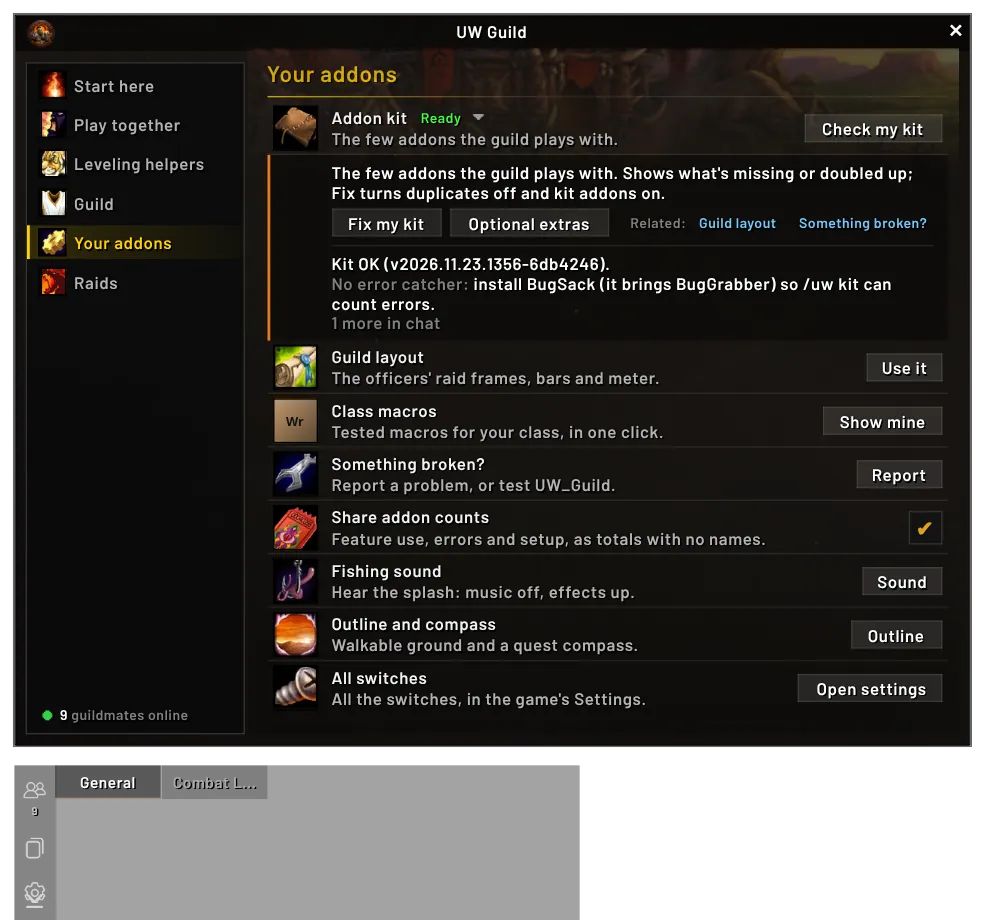 UW Guild
Start here
Play together
Leveling helpers
Guild
Your addons
Raids
9 guildmates online
Your addons
Addon kit Ready
The few addons the guild plays with.
Check my kit
The few addons the guild plays with. Shows what's missing or doubled up;
Fix turns duplicates off and kit addons on.
Fix my kit Optional extras Related: Guild layout Something broken?
Kit OK (v2026.11.23.1356-6db4246).
No error catcher: install BugSack (it brings BugGrabber) so /uw kit can
count errors.
1 more in chat
Guild layout
The officers' raid frames, bars and meter.
Use it
Wr
Class macros
Tested macros for your class, in one click.
Show mine
Something broken?
Report a problem, or test UW_Guild.
Report
Share addon counts
Feature use, errors and setup, as totals with no names.
Fishing sound
Hear the splash: music off, effects up.
Sound
Outline and compass
Walkable ground and a quest compass.
Outline
All switches
All the switches, in the game's Settings.
Open settings
General Combat L...
9